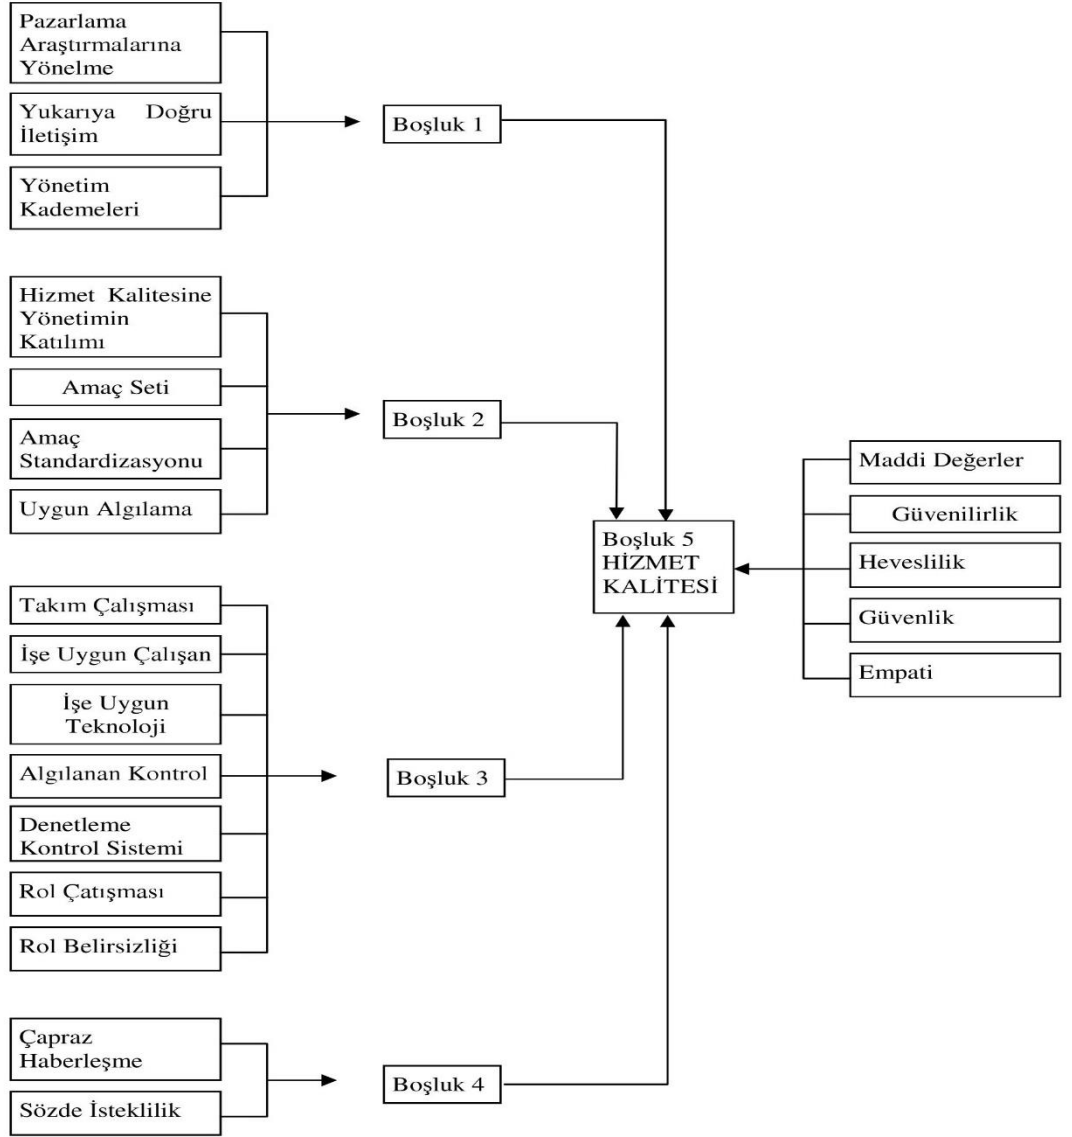 Pazarlama
Araştırmalarına
Yönelme
Yukarıya Doğru
İletişim
Yönetim
Kademeleri
Boşluk 1
Hizmet Kalitesine
Yönetimin
Katılımı
Amaç Seti
Amaç
Standardizasyonu
Uygun Algılama
Boşluk 2
Takım Çalışması
İşe Uygun Çalışan
İşe Uygun
Teknoloji
Algılanan Kontrol
Denetleme
Kontrol Sistemi
Rol Çatışması
Rol Belirsizliği
Boşluk 3
Çapraz
Haberleşme
Sözde İsteklilik
Boşluk 4
Boşluk 5
HİZMET
KALİTESİ
Maddi Değerler
Güvenilirlik
Heveslilik
Güvenlik
Empati